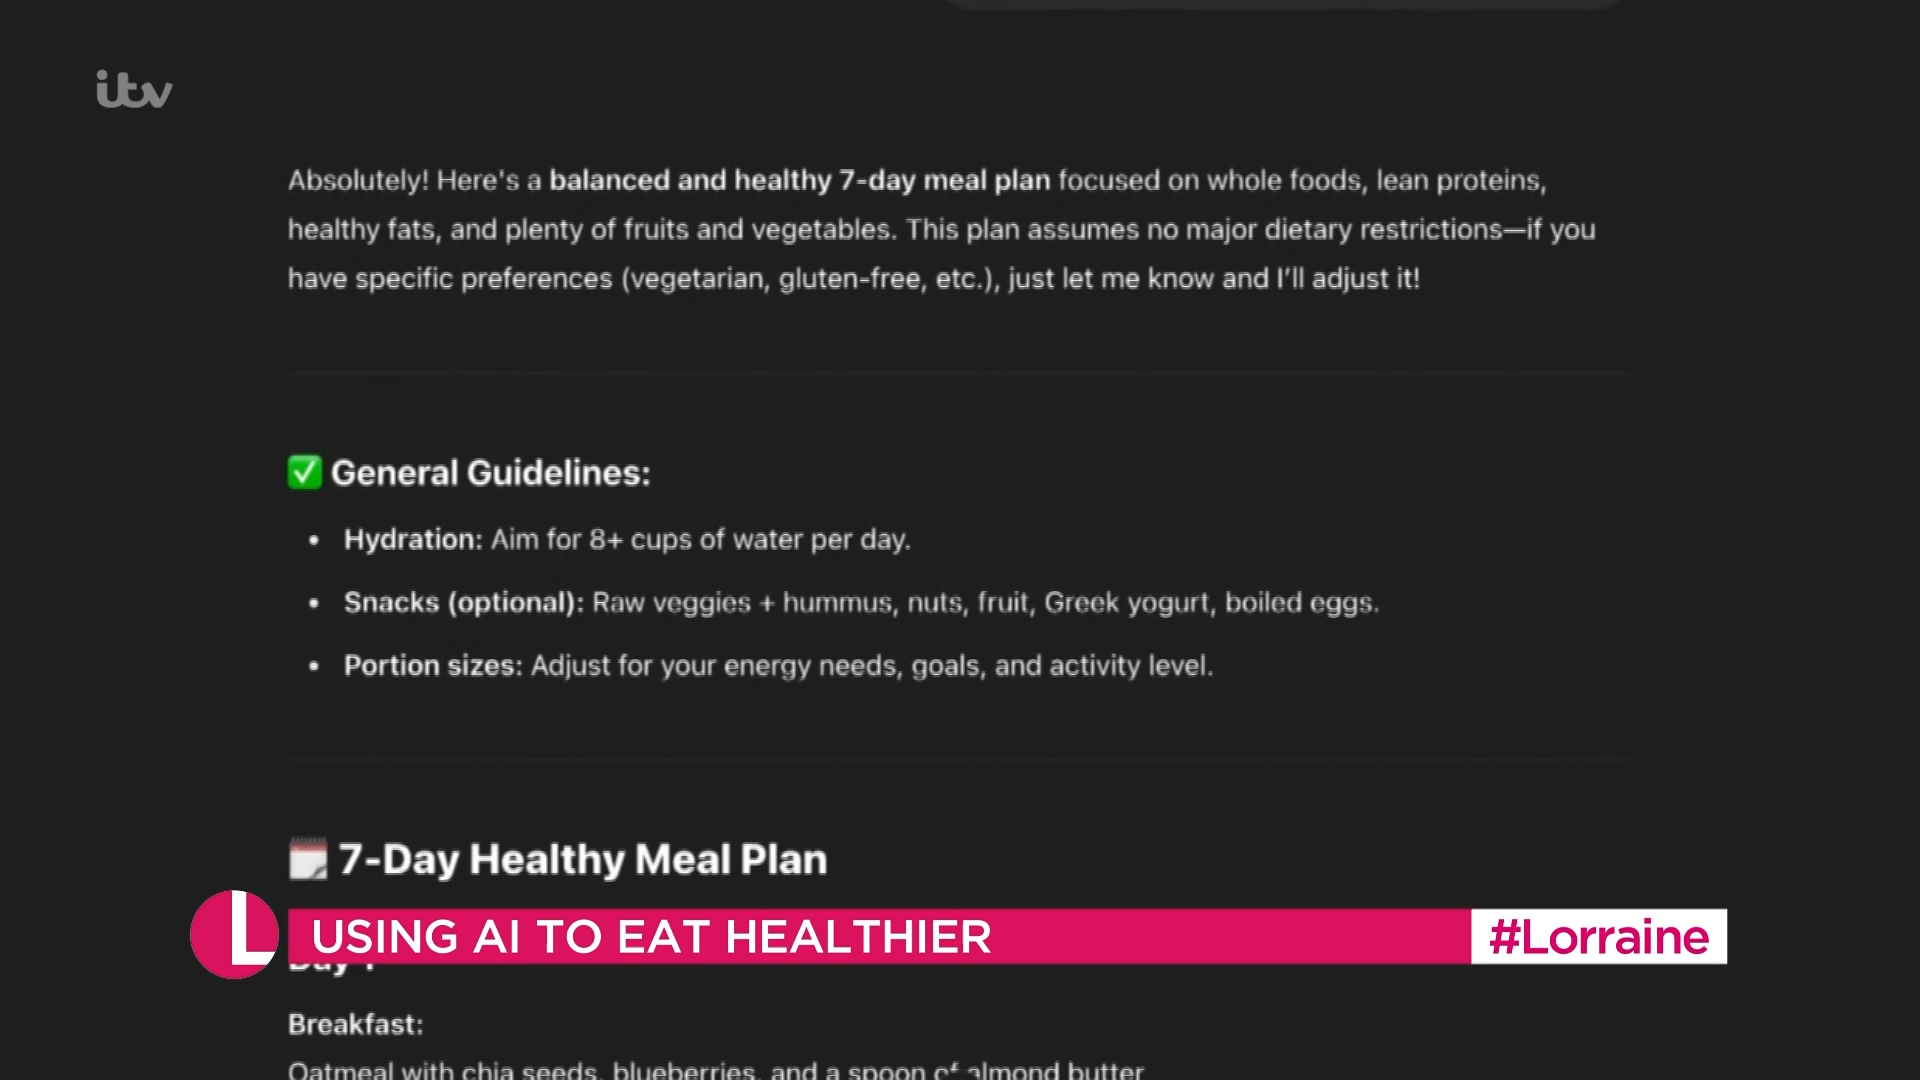 itv
Absolutely! Here's a balanced and healthy 7-day meal plan focused on whole foods, lean proteins,
healthy fats, and plenty of fruits and vegetables. This plan assumes no major dietary restrictions—if you
have specific preferences (vegetarian, gluten-free, etc.), just let me know and I’ll adjust it!
✅ General Guidelines:
• Hydration: Aim for 8+ cups of water per day.
• Snacks (optional): Raw veggies + hummus, nuts, fruit, Greek yogurt, boiled eggs.
• Portion sizes: Adjust for your energy needs, goals, and activity level.
7-Day Healthy Meal Plan
L USING AI TO EAT HEALTHIER #Lorraine
Day 1
Breakfast:
Oatmeal with chia seeds, blueberries, and a spoon of almond butter